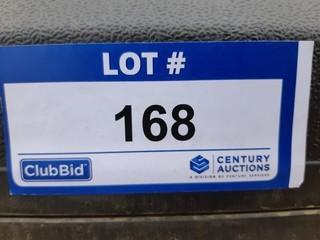 LOT #
168
ClubBid
CENTURY
AUCTIONS
A DIVISION OF CENTURY SERVICES